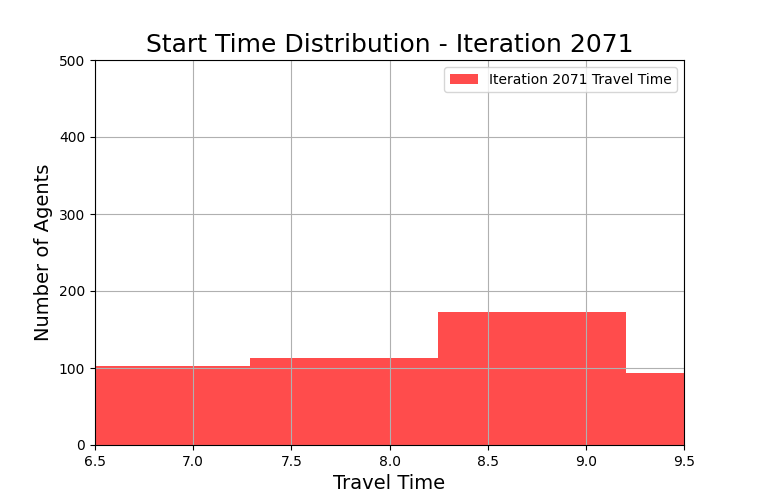 Start Time Distribution - Iteration 2071
Iteration 2071 Travel Time
Number of Agents
500
400
300
200
100
0
6.5 7.0 7.5 8.0 8.5 9.0 9.5
Travel Time